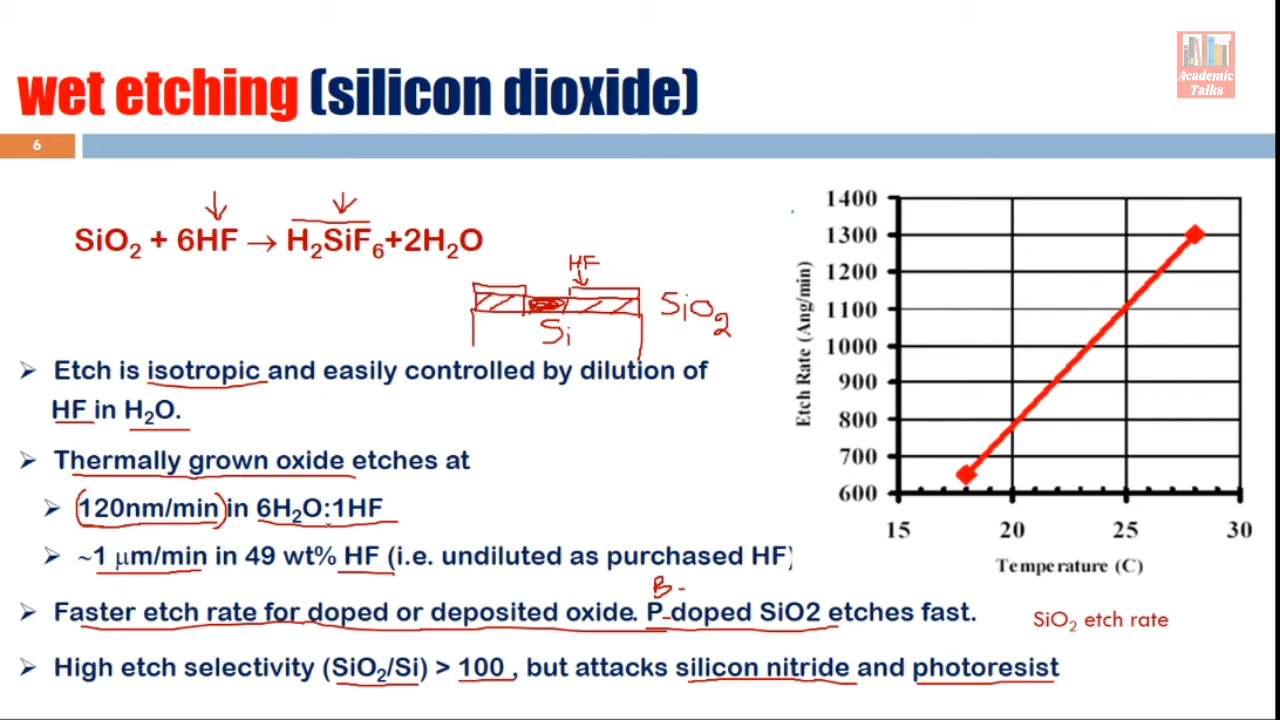 Academic
Talks
wet etching (silicon dioxide)
6
SiO₂ + 6HF → H₂SiF₆+2H₂O
HF
SiO₂
Si
➢ Etch is isotropic and easily controlled by dilution of
HF in H₂O.
➢ Thermally grown oxide etches at
➢ 120nm/min in 6H₂O:1HF
➢ ~1 μm/min in 49 wt% HF (i.e. undiluted as purchased HF)
B-
➢ Faster etch rate for doped or deposited oxide. P-doped SiO2 etches fast.
➢ High etch selectivity (SiO₂/Si) > 100 , but attacks silicon nitride and photoresist
Etch Rate (Ang/min)
1400
1300
1200
1100
1000
900
800
700
600
15 20 25 30
Temperature (C)
SiO₂ etch rate